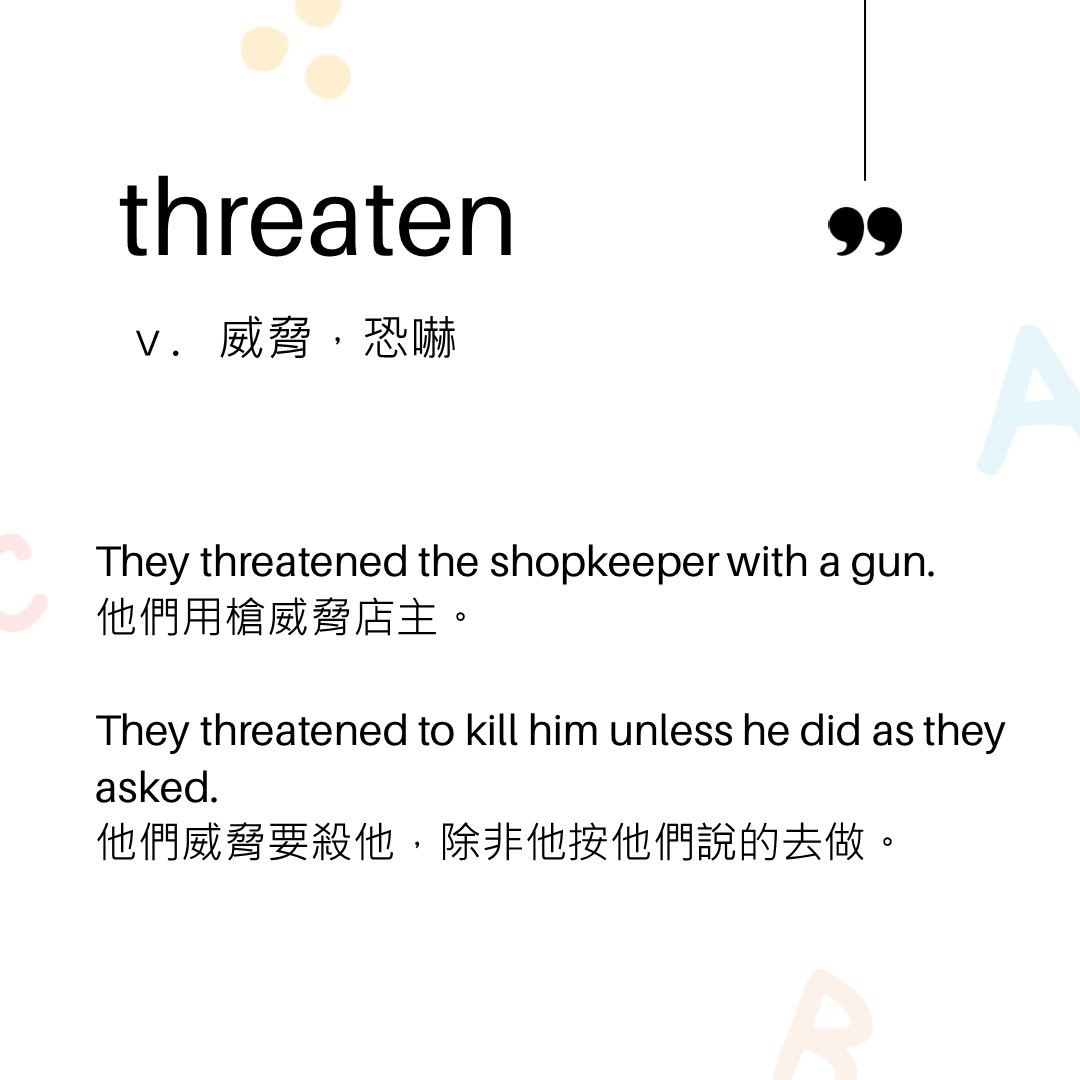 threaten
”
v. 威脅，恐嚇
A
C
They threatened the shopkeeper with a gun.
他們用槍威脅店主。
They threatened to kill him unless he did as they
asked.
他們威脅要殺他，除非他按他們說的去做。
B